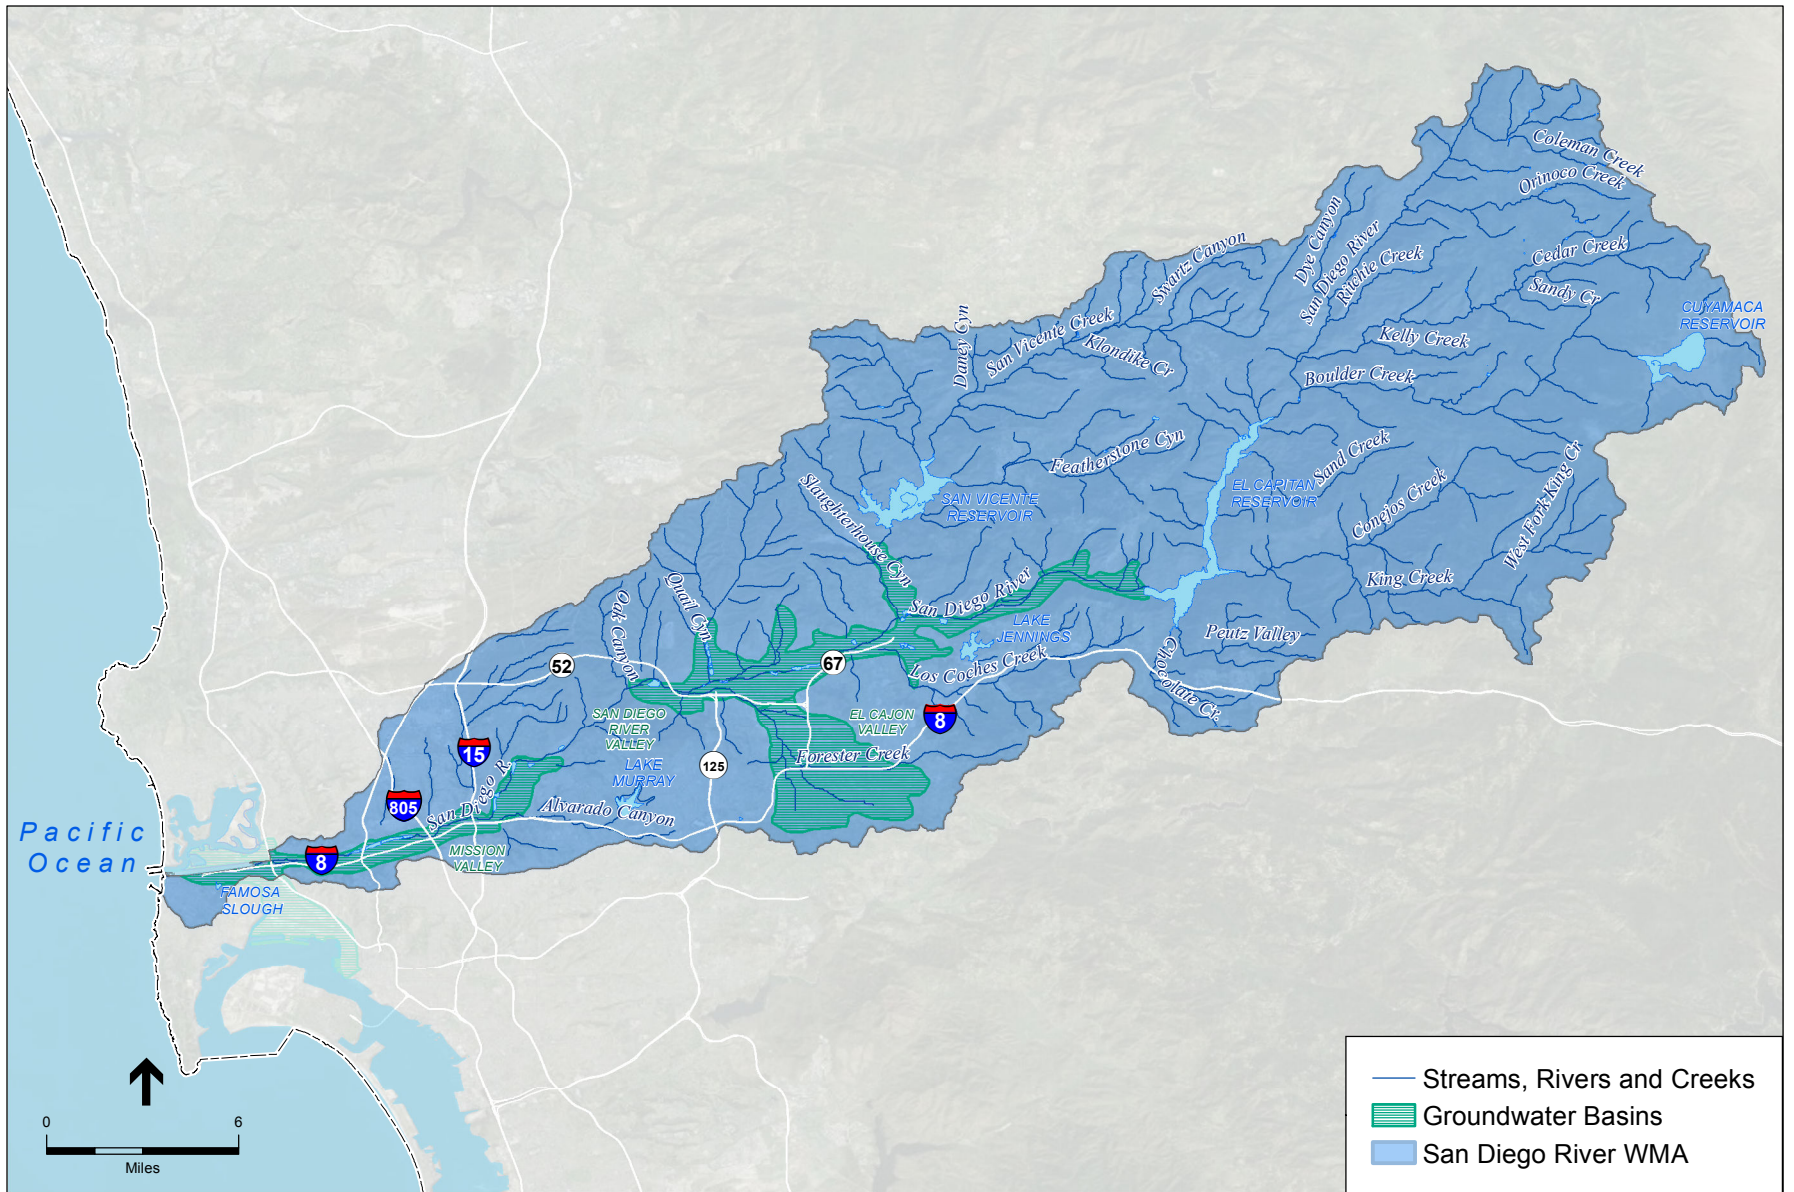 Coleman Creek
Orinoco Creek
Swartz Canyon
Dye Canyon
San Diego River
Ritchie Creek
Cedar Creek
Sandy Cr
CUYAMACA
RESERVOIR
Daney Cyn
San Vicente Creek
Klondike Cr
Kelly Creek
Boulder Creek
Featherstone Cyn
Sand Creek
EL CAPITAN
RESERVOIR
Conejos Creek
West Fork King Cr
Slaughterhouse Cyn
SAN VICENTE
RESERVOIR
King Creek
Oak Canyon
Quail Cyn
San Diego River
LAKE
JENNINGS
Peutz Valley
Los Coches Creek
Chocolate Cr.
52
67
SAN DIEGO
RIVER
VALLEY
EL CAJON
VALLEY
8
15
125
Forester Creek
LAKE
MURRAY
805
San Diego R.
Alvarado Canyon
Pacific
Ocean
8
MISSION
VALLEY
FAMOSA
SLOUGH
0
6
Miles
Streams, Rivers and Creeks
Groundwater Basins
San Diego River WMA